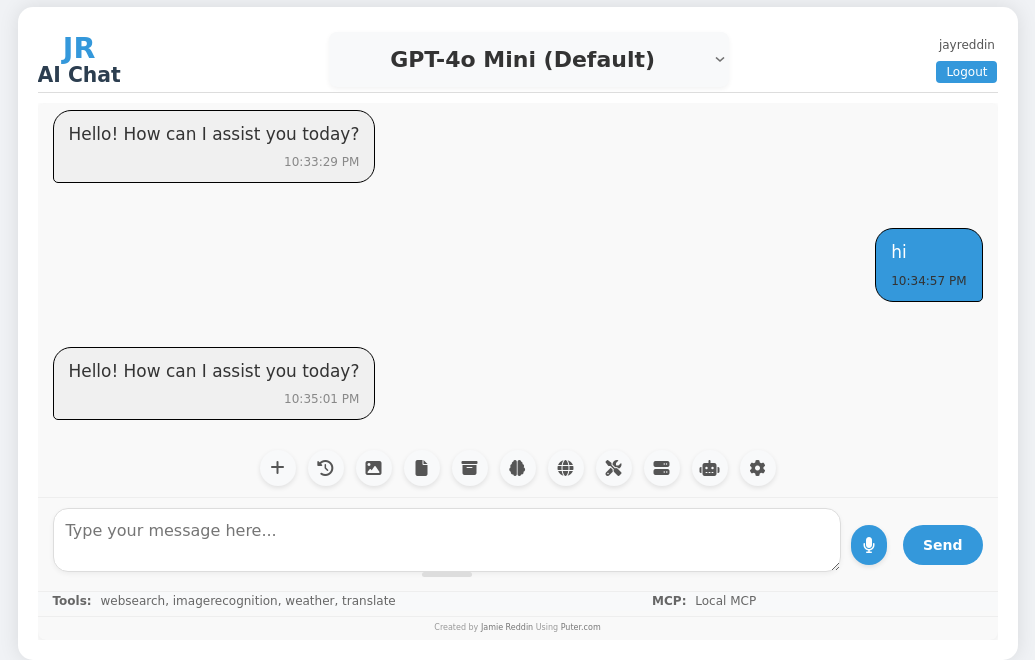 JR
AI Chat
GPT-4o Mini (Default)
jayreddin
Logout
Hello! How can I assist you today?
10:33:29 PM
hi
10:34:57 PM
Hello! How can I assist you today?
10:35:01 PM
Type your message here...
Send
Tools: websearch, imagerecognition, weather, translate
MCP: Local MCP
Created by Jamie Reddin Using Puter.com